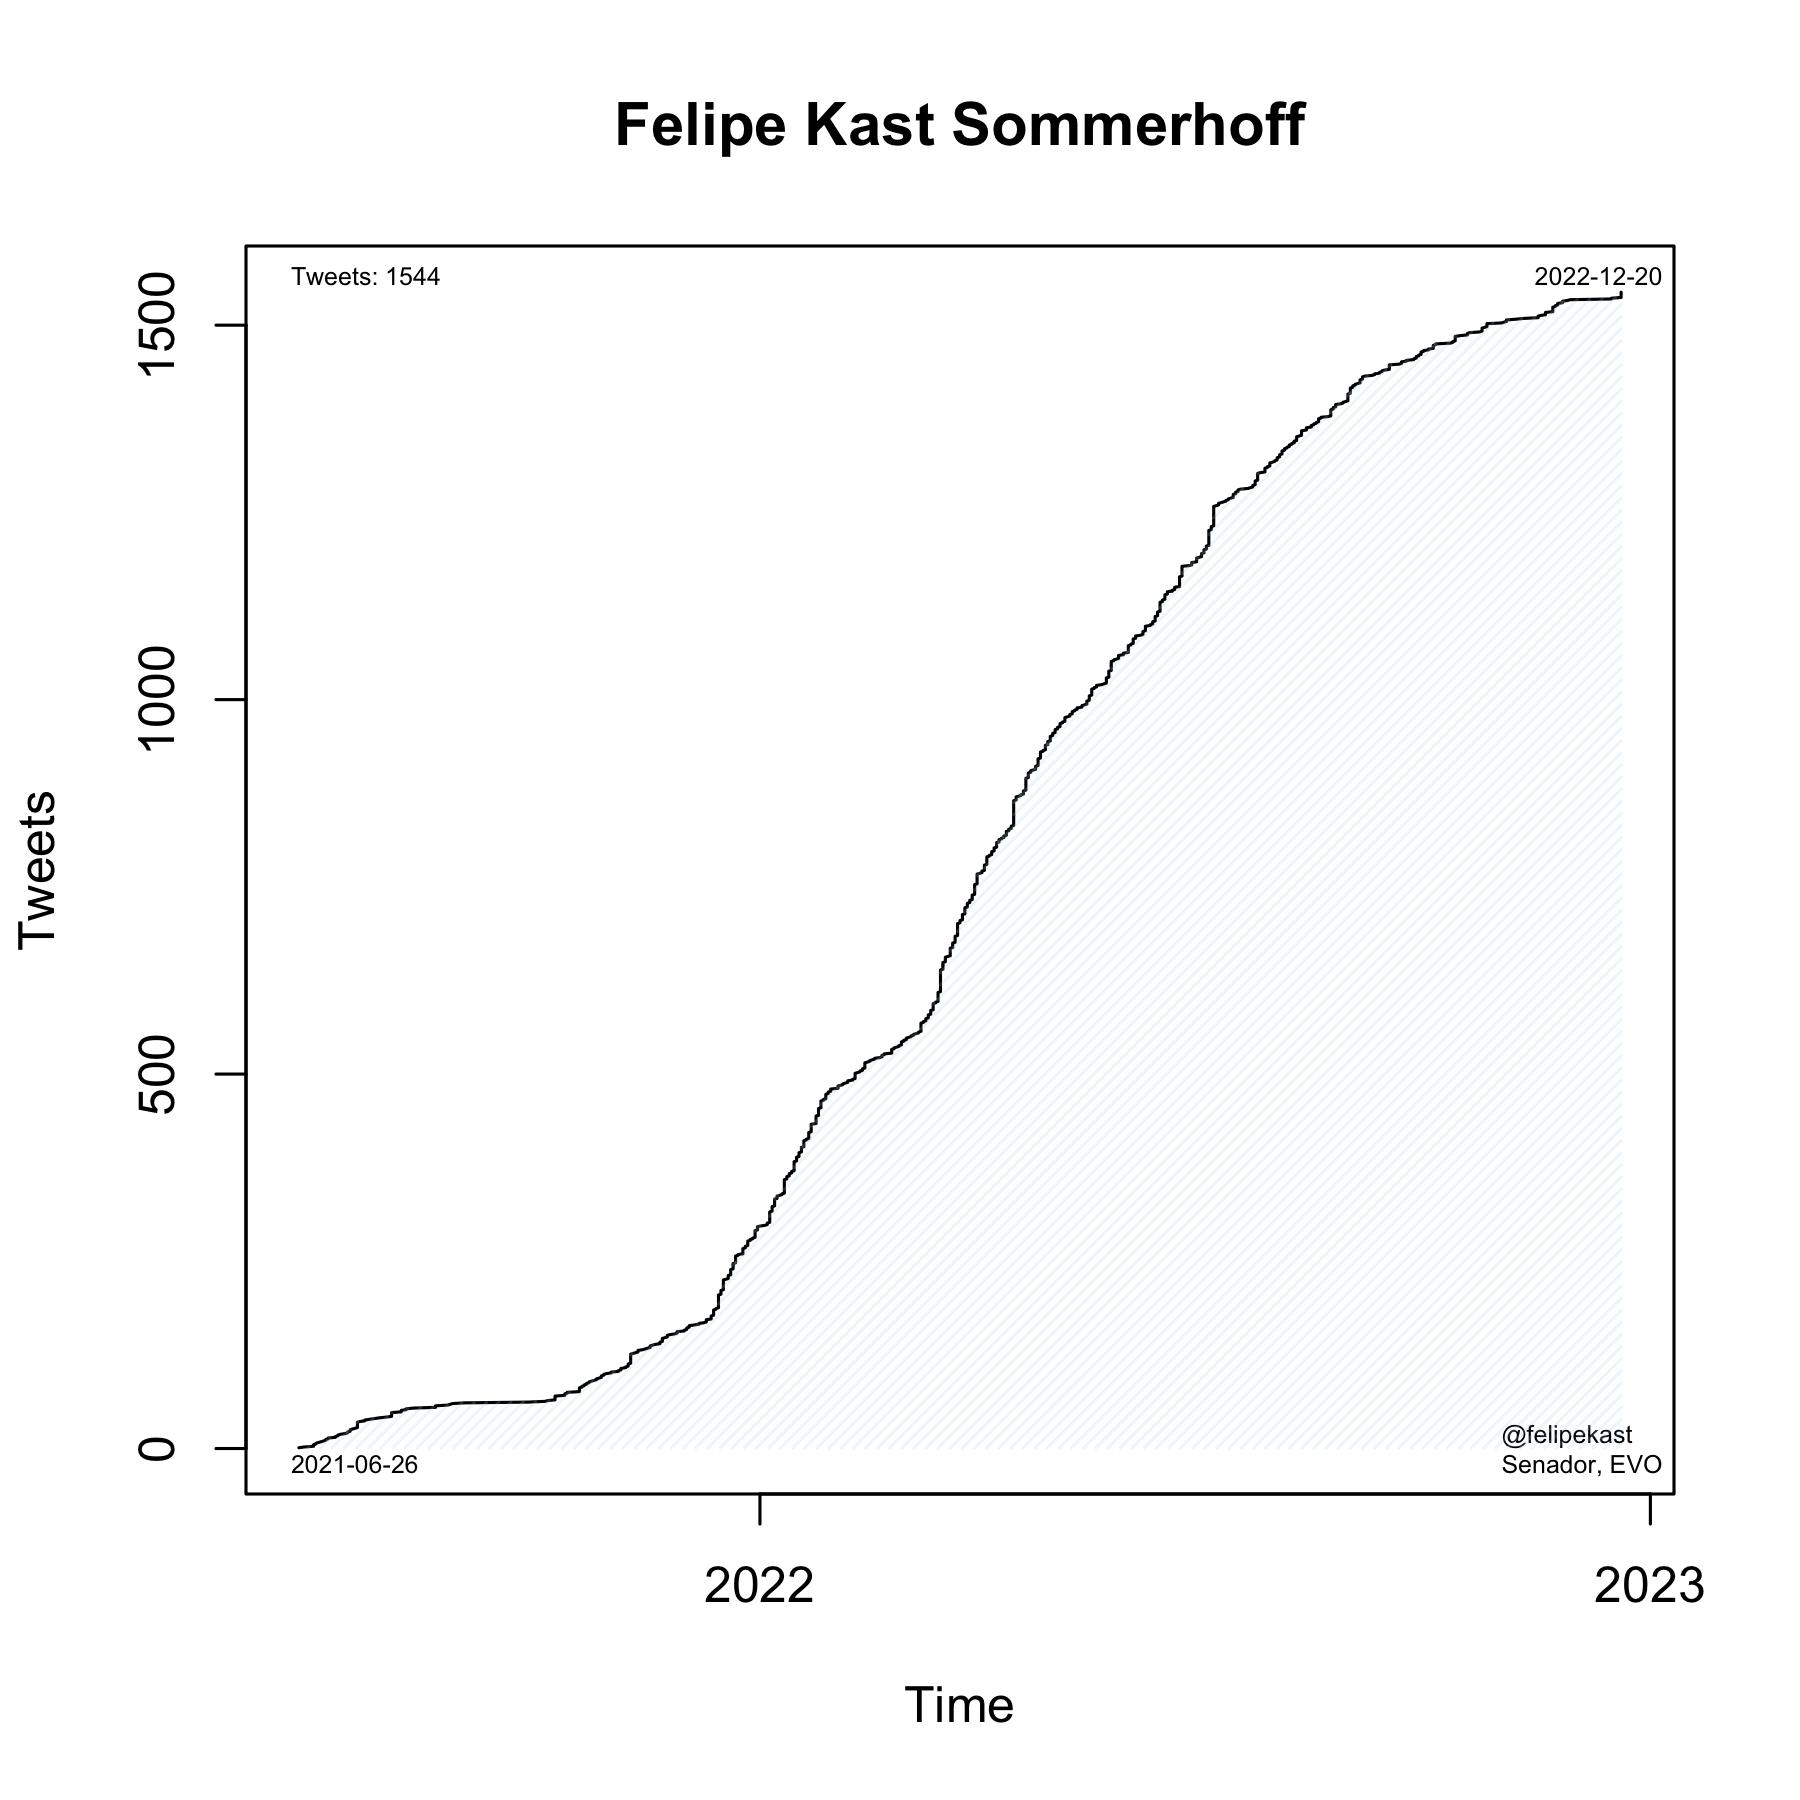 Felipe Kast Sommerhoff
Tweets: 1544
2022-12-20
1500
1000
500
0
Tweets
@felipekast
Senador, EVO
2021-06-26
2022
2023
Time